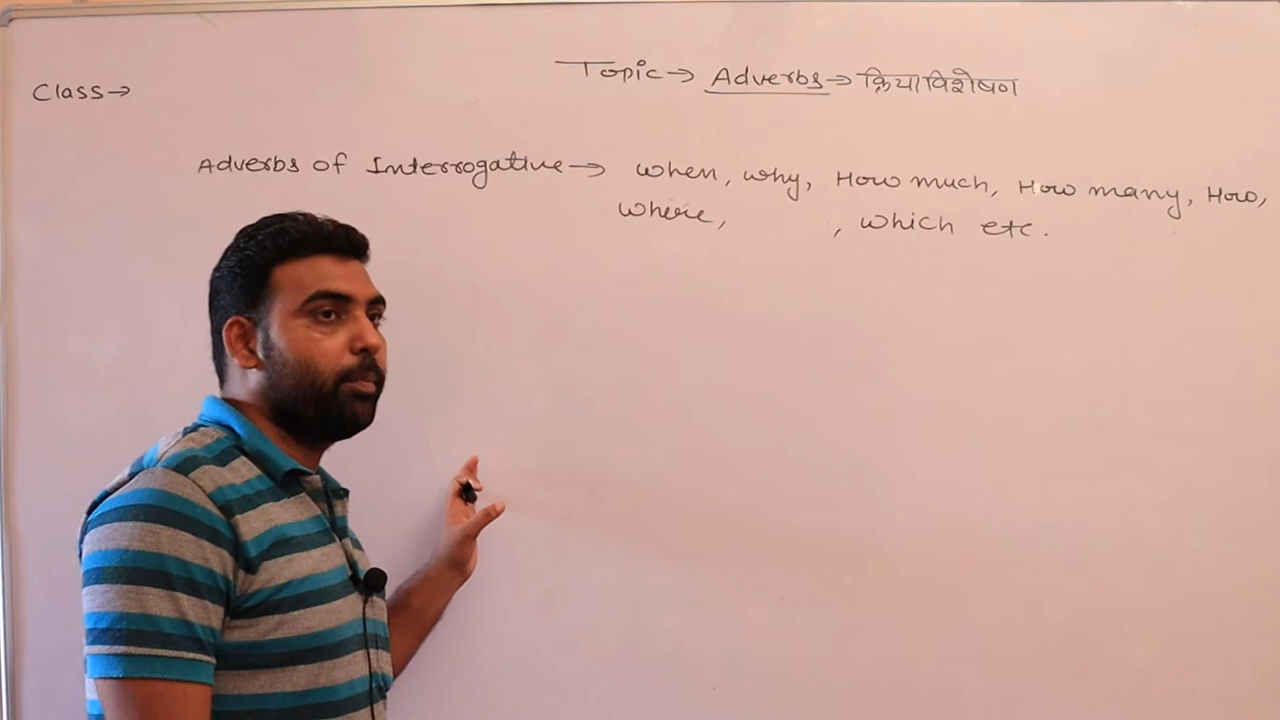 Topic→ Adverbs→ क्रियाविशेषण
Class→
Adverbs of Interrogative→ when, why, How much, How many, How,
where, , which etc.